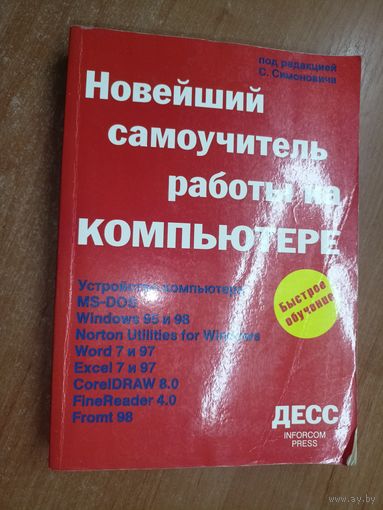 под редакцией
С. Симоновича
Новейший
самоучитель
работы на
КОМПЬЮТЕРЕ
Устройство компьютера
MS-DOS
Windows 95 и 98
Norton Utilities for Windows
Word 7 и 97
Excel 7 и 97
CorelDRAW 8.0
FineReader 4.0
Fromt 98
Быстрое
обучение
ДЕСС
INFORCOM
PRESS
av.by